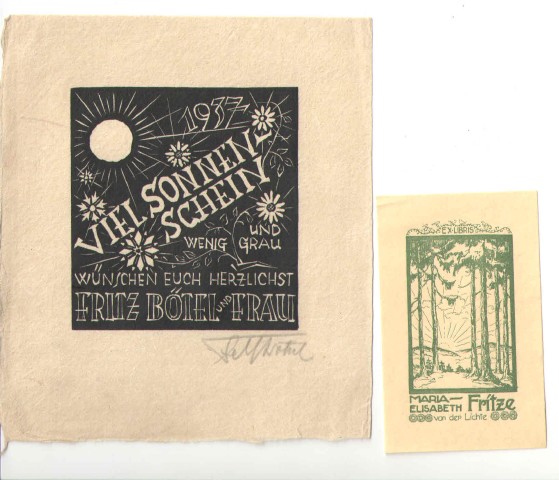 1937
VIEL SONNEN-
SCHEIN
UND
WENIG GRAU
WÜNSCHEN EUCH HERZLICHST
FRITZ BÖTEL UND FRAU
EX·LIBRIS
MARIA-
ELISABETH Fritze
von der Lichte